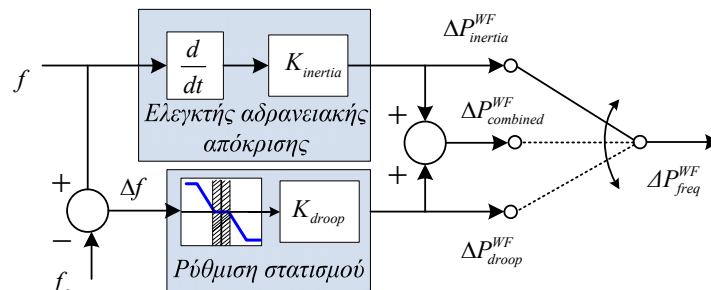 f
d
dt
K_inertia
Ελεγκτής αδρανειακής
απόκρισης
ΔP^WF_inertia
+
ΔP^WF_combined
+
ΔP^WF_freq
+
Δf
−
K_droop
Ρύθμιση στατισμού
ΔP^WF_droop